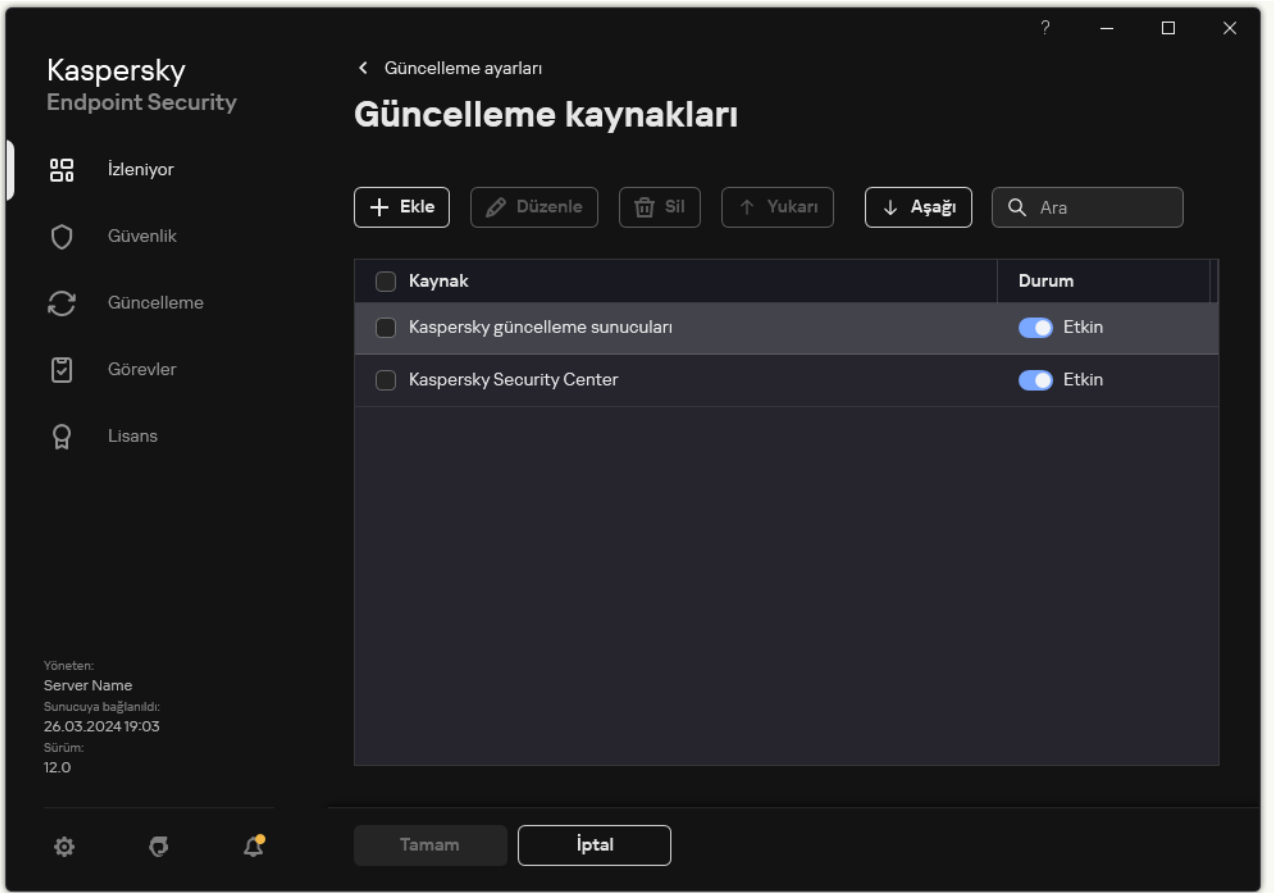 ?
Kaspersky
Endpoint Security
İzleniyor
Güvenlik
Güncelleme
Görevler
Lisans
Yöneten:
Server Name
Sunucuya bağlanıldı:
26.03.2024 19:03
Sürüm:
12.0
Güncelleme ayarları
Güncelleme kaynakları
Ekle Düzenle Sil Yukarı Aşağı Ara
Kaynak Durum
Kaspersky güncelleme sunucuları Etkin
Kaspersky Security Center Etkin
Tamam İptal